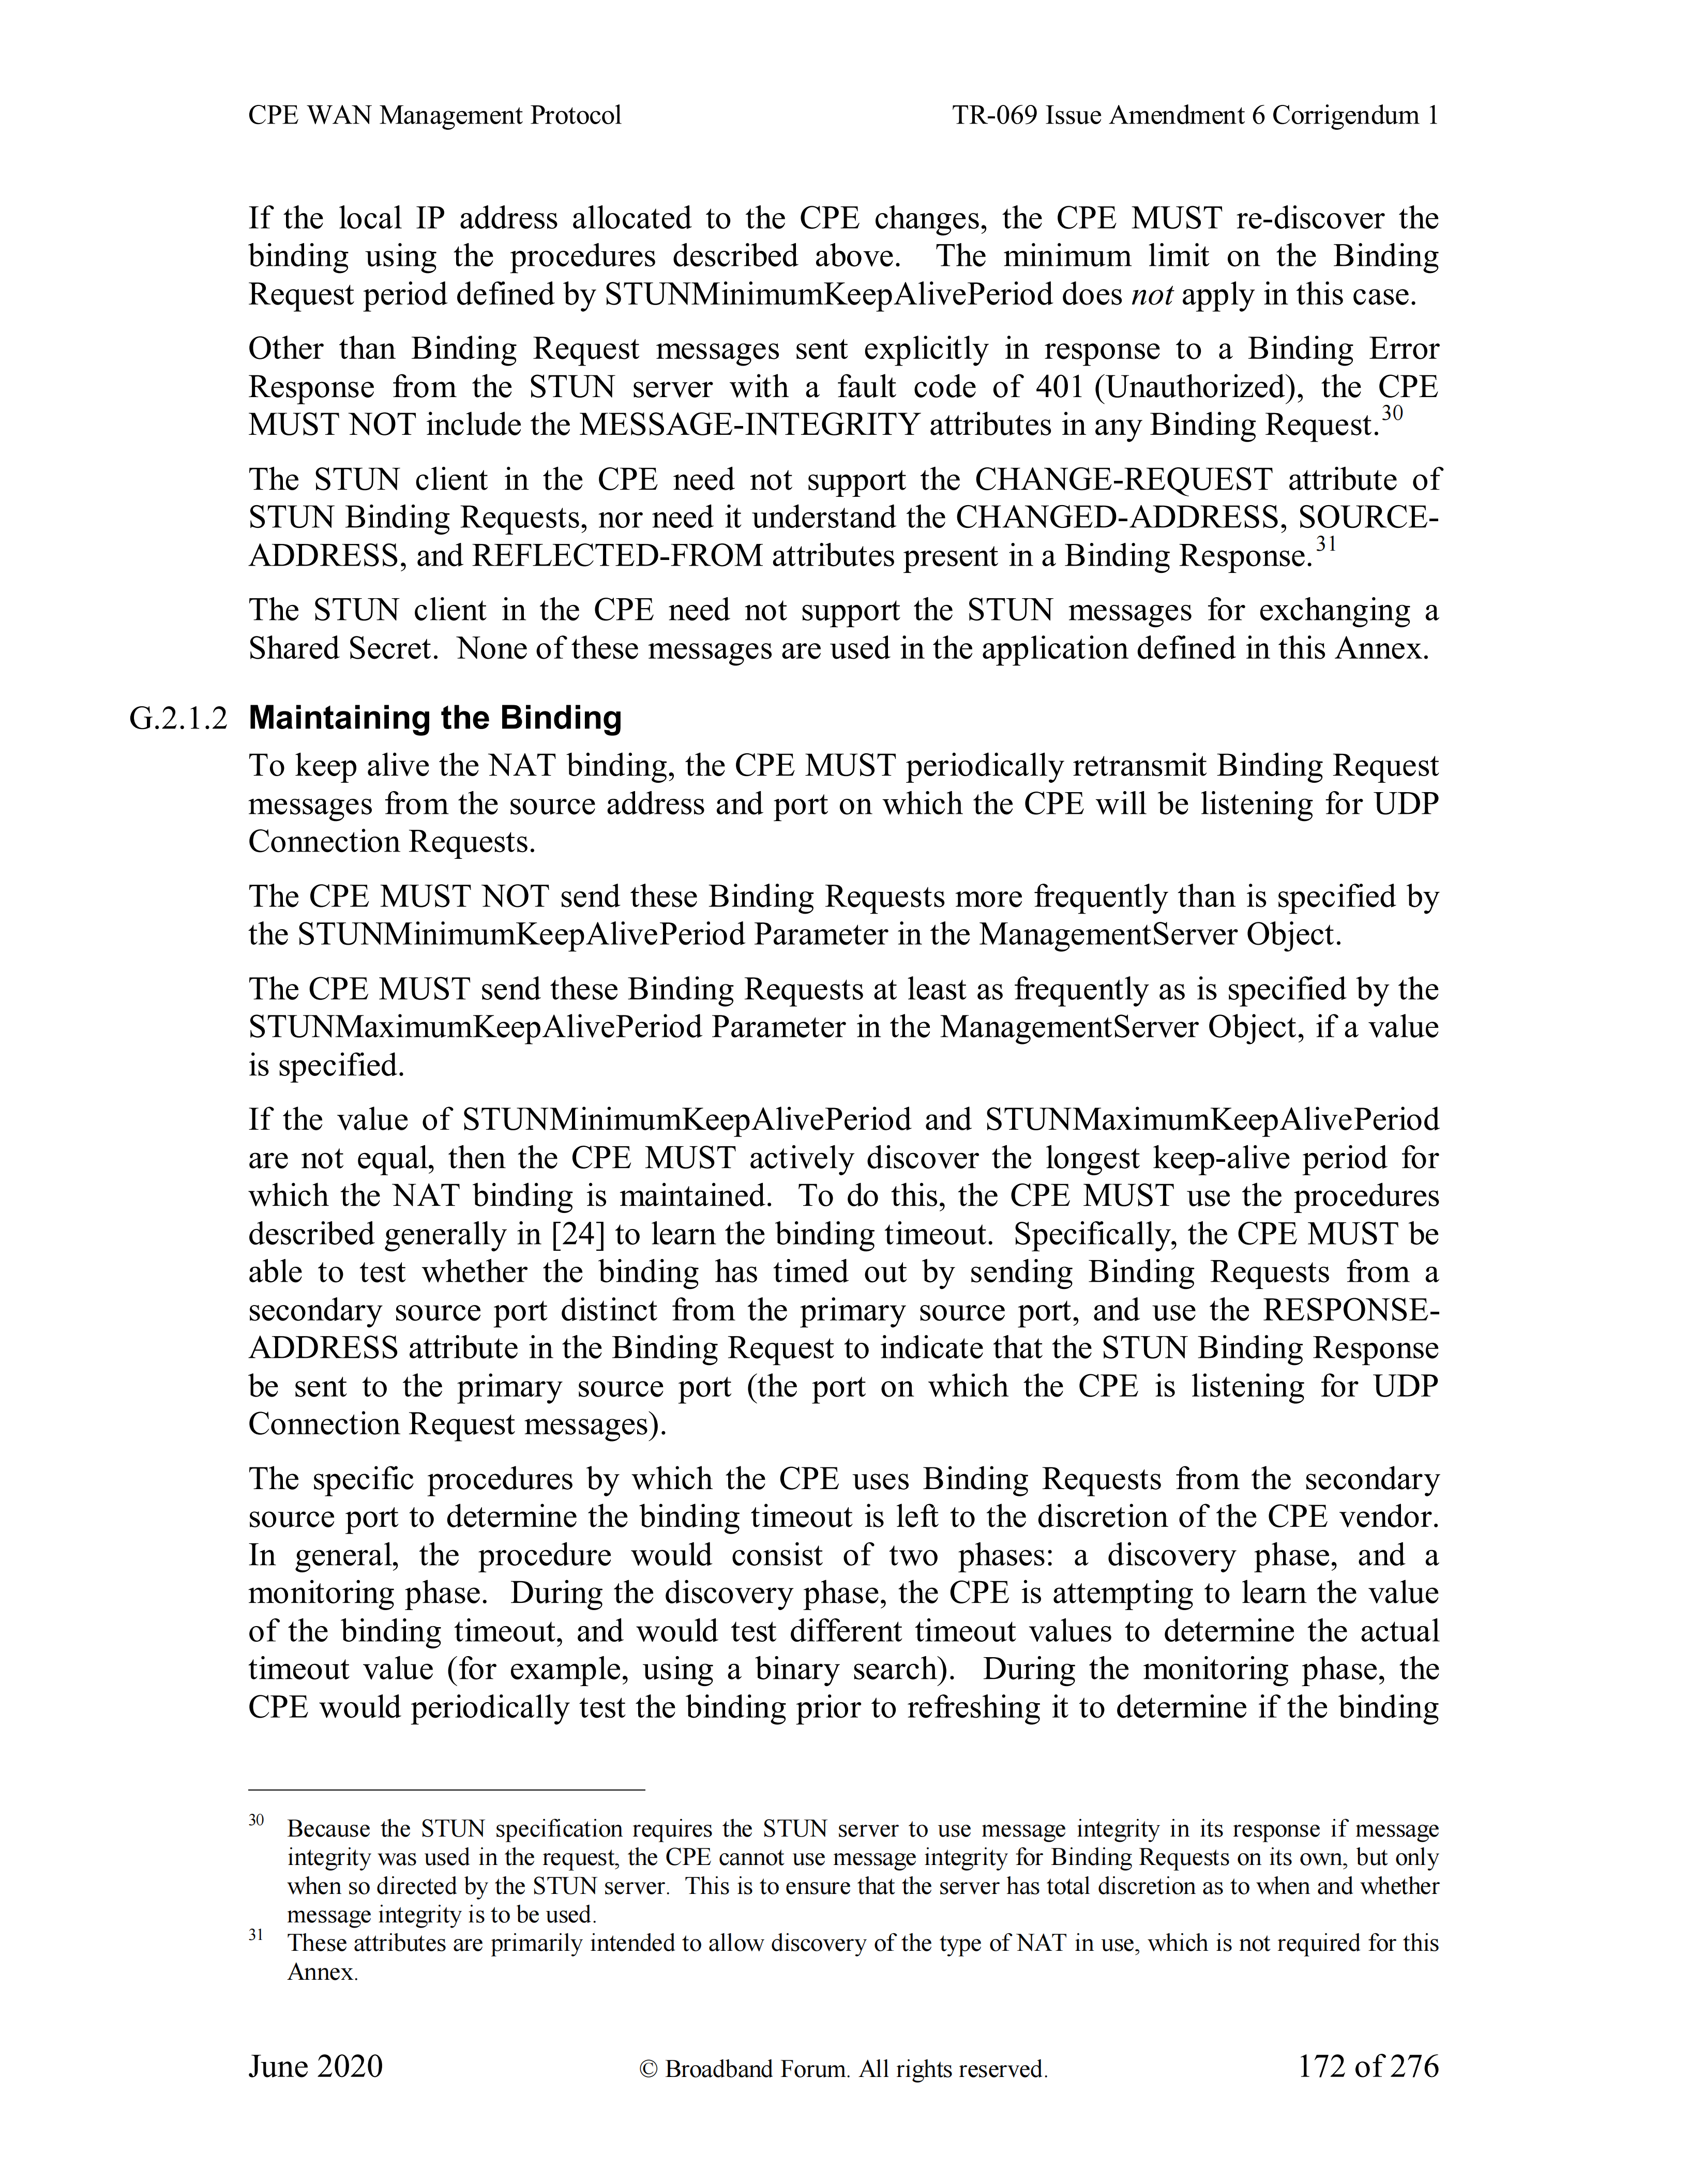 CPE WAN Management Protocol TR-069 Issue Amendment 6 Corrigendum 1
If the local IP address allocated to the CPE changes, the CPE MUST re-discover the
binding using the procedures described above. The minimum limit on the Binding
Request period defined by STUNMinimumKeepAlivePeriod does not apply in this case.
Other than Binding Request messages sent explicitly in response to a Binding Error
Response from the STUN server with a fault code of 401 (Unauthorized), the CPE
MUST NOT include the MESSAGE-INTEGRITY attributes in any Binding Request.30
The STUN client in the CPE need not support the CHANGE-REQUEST attribute of
STUN Binding Requests, nor need it understand the CHANGED-ADDRESS, SOURCE-
ADDRESS, and REFLECTED-FROM attributes present in a Binding Response.31
The STUN client in the CPE need not support the STUN messages for exchanging a
Shared Secret. None of these messages are used in the application defined in this Annex.
G.2.1.2 Maintaining the Binding
To keep alive the NAT binding, the CPE MUST periodically retransmit Binding Request
messages from the source address and port on which the CPE will be listening for UDP
Connection Requests.
The CPE MUST NOT send these Binding Requests more frequently than is specified by
the STUNMinimumKeepAlivePeriod Parameter in the ManagementServer Object.
The CPE MUST send these Binding Requests at least as frequently as is specified by the
STUNMaximumKeepAlivePeriod Parameter in the ManagementServer Object, if a value
is specified.
If the value of STUNMinimumKeepAlivePeriod and STUNMaximumKeepAlivePeriod
are not equal, then the CPE MUST actively discover the longest keep-alive period for
which the NAT binding is maintained. To do this, the CPE MUST use the procedures
described generally in [24] to learn the binding timeout. Specifically, the CPE MUST be
able to test whether the binding has timed out by sending Binding Requests from a
secondary source port distinct from the primary source port, and use the RESPONSE-
ADDRESS attribute in the Binding Request to indicate that the STUN Binding Response
be sent to the primary source port (the port on which the CPE is listening for UDP
Connection Request messages).
The specific procedures by which the CPE uses Binding Requests from the secondary
source port to determine the binding timeout is left to the discretion of the CPE vendor.
In general, the procedure would consist of two phases: a discovery phase, and a
monitoring phase. During the discovery phase, the CPE is attempting to learn the value
of the binding timeout, and would test different timeout values to determine the actual
timeout value (for example, using a binary search). During the monitoring phase, the
CPE would periodically test the binding prior to refreshing it to determine if the binding
30 Because the STUN specification requires the STUN server to use message integrity in its response if message
integrity was used in the request, the CPE cannot use message integrity for Binding Requests on its own, but only
when so directed by the STUN server. This is to ensure that the server has total discretion as to when and whether
message integrity is to be used.
31 These attributes are primarily intended to allow discovery of the type of NAT in use, which is not required for this
Annex.
June 2020 © Broadband Forum. All rights reserved. 172 of 276